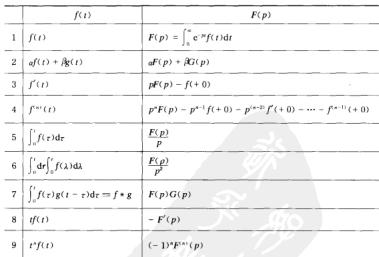 f(t) F(p)
1 f(t) F(p) = ∫₀^∞ e^{-pt} f(t)dt
2 αf(t) + βg(t) αF(p) + βG(p)
3 f′(t) pF(p) − f(+0)
4 f^{(n)}(t) p^n F(p) − p^{n−1} f(+0) − p^{(n−2)} f′(+0) − ⋯ − f^{(n−1)}(+0)
5 ∫₀^t f(τ)dτ F(p)/p
6 ∫₀^t dτ∫₀^τ f(λ)dλ F(p)/p²
7 ∫₀^t f(τ)g(t − τ)dτ = f * g F(p)G(p)
8 tf(t) − F′(p)
9 t^n f(t) (−1)^n F^{(n)}(p)